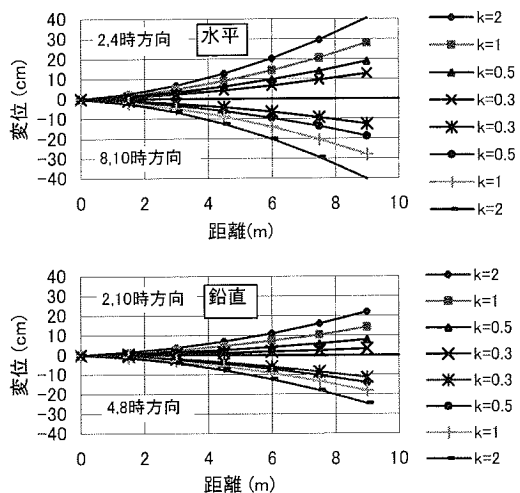 40
30
20
10
0
−10
−20
−30
−40
変位 (cm)
2,4時方向
水平
8,10時方向
0 2 4 6 8 10
距離(m)
k=2
k=1
k=0.5
k=0.3
k=0.3
k=0.5
k=1
k=2
40
30
20
10
0
−10
−20
−30
−40
変位 (cm)
2,10時方向
鉛直
4,8時方向
0 2 4 6 8 10
距離 (m)
k=2
k=1
k=0.5
k=0.3
k=0.3
k=0.5
k=1
k=2